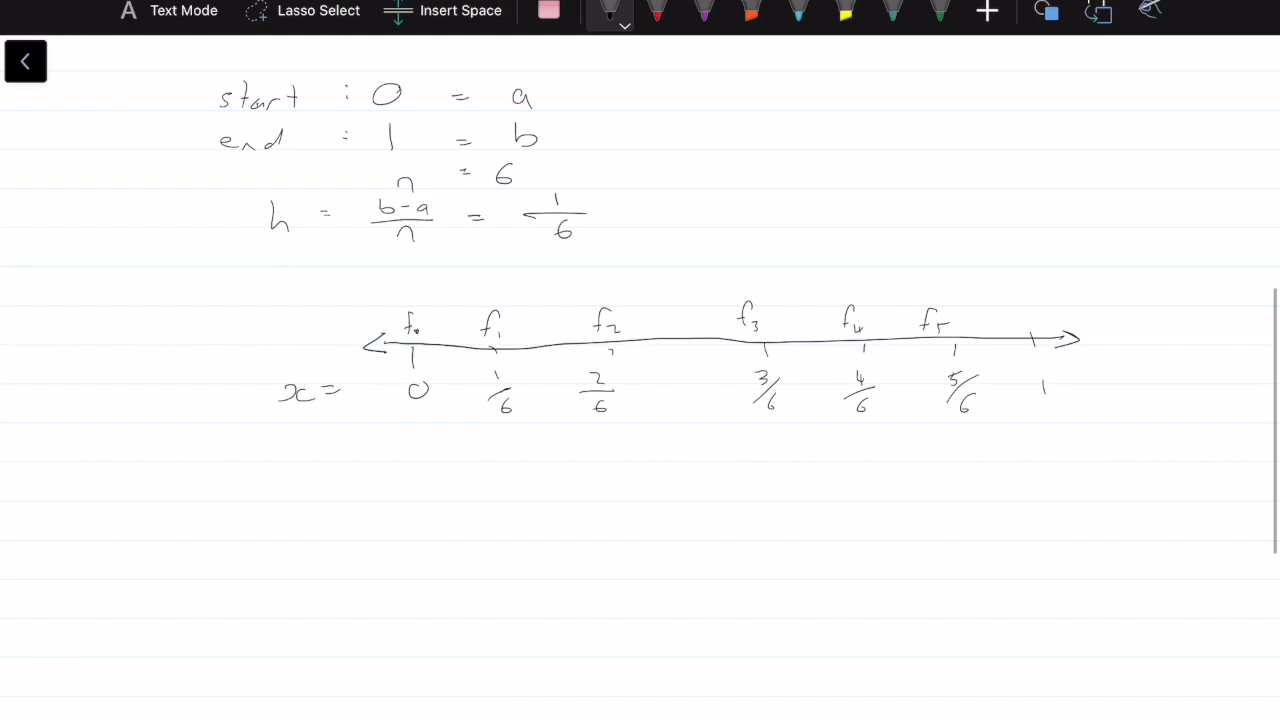 Text Mode Lasso Select Insert Space
start : 0 = a
end : 1 = b
n = 6
h = b-a/n = 1/6
f0 f1 f2 f3 f4 f5
x = 0 1/6 2/6 3/6 4/6 5/6 1